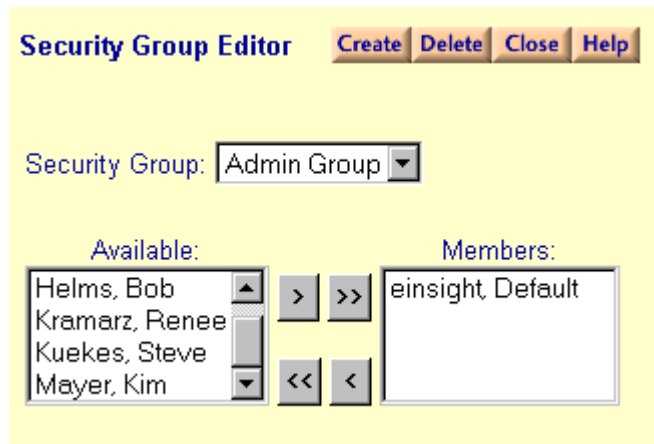 Security Group Editor Create Delete Close Help
Security Group: Admin Group
Available: Members:
Helms, Bob > >> einsight, Default
Kramarz, Renee
Kuekes, Steve
Mayer, Kim << <